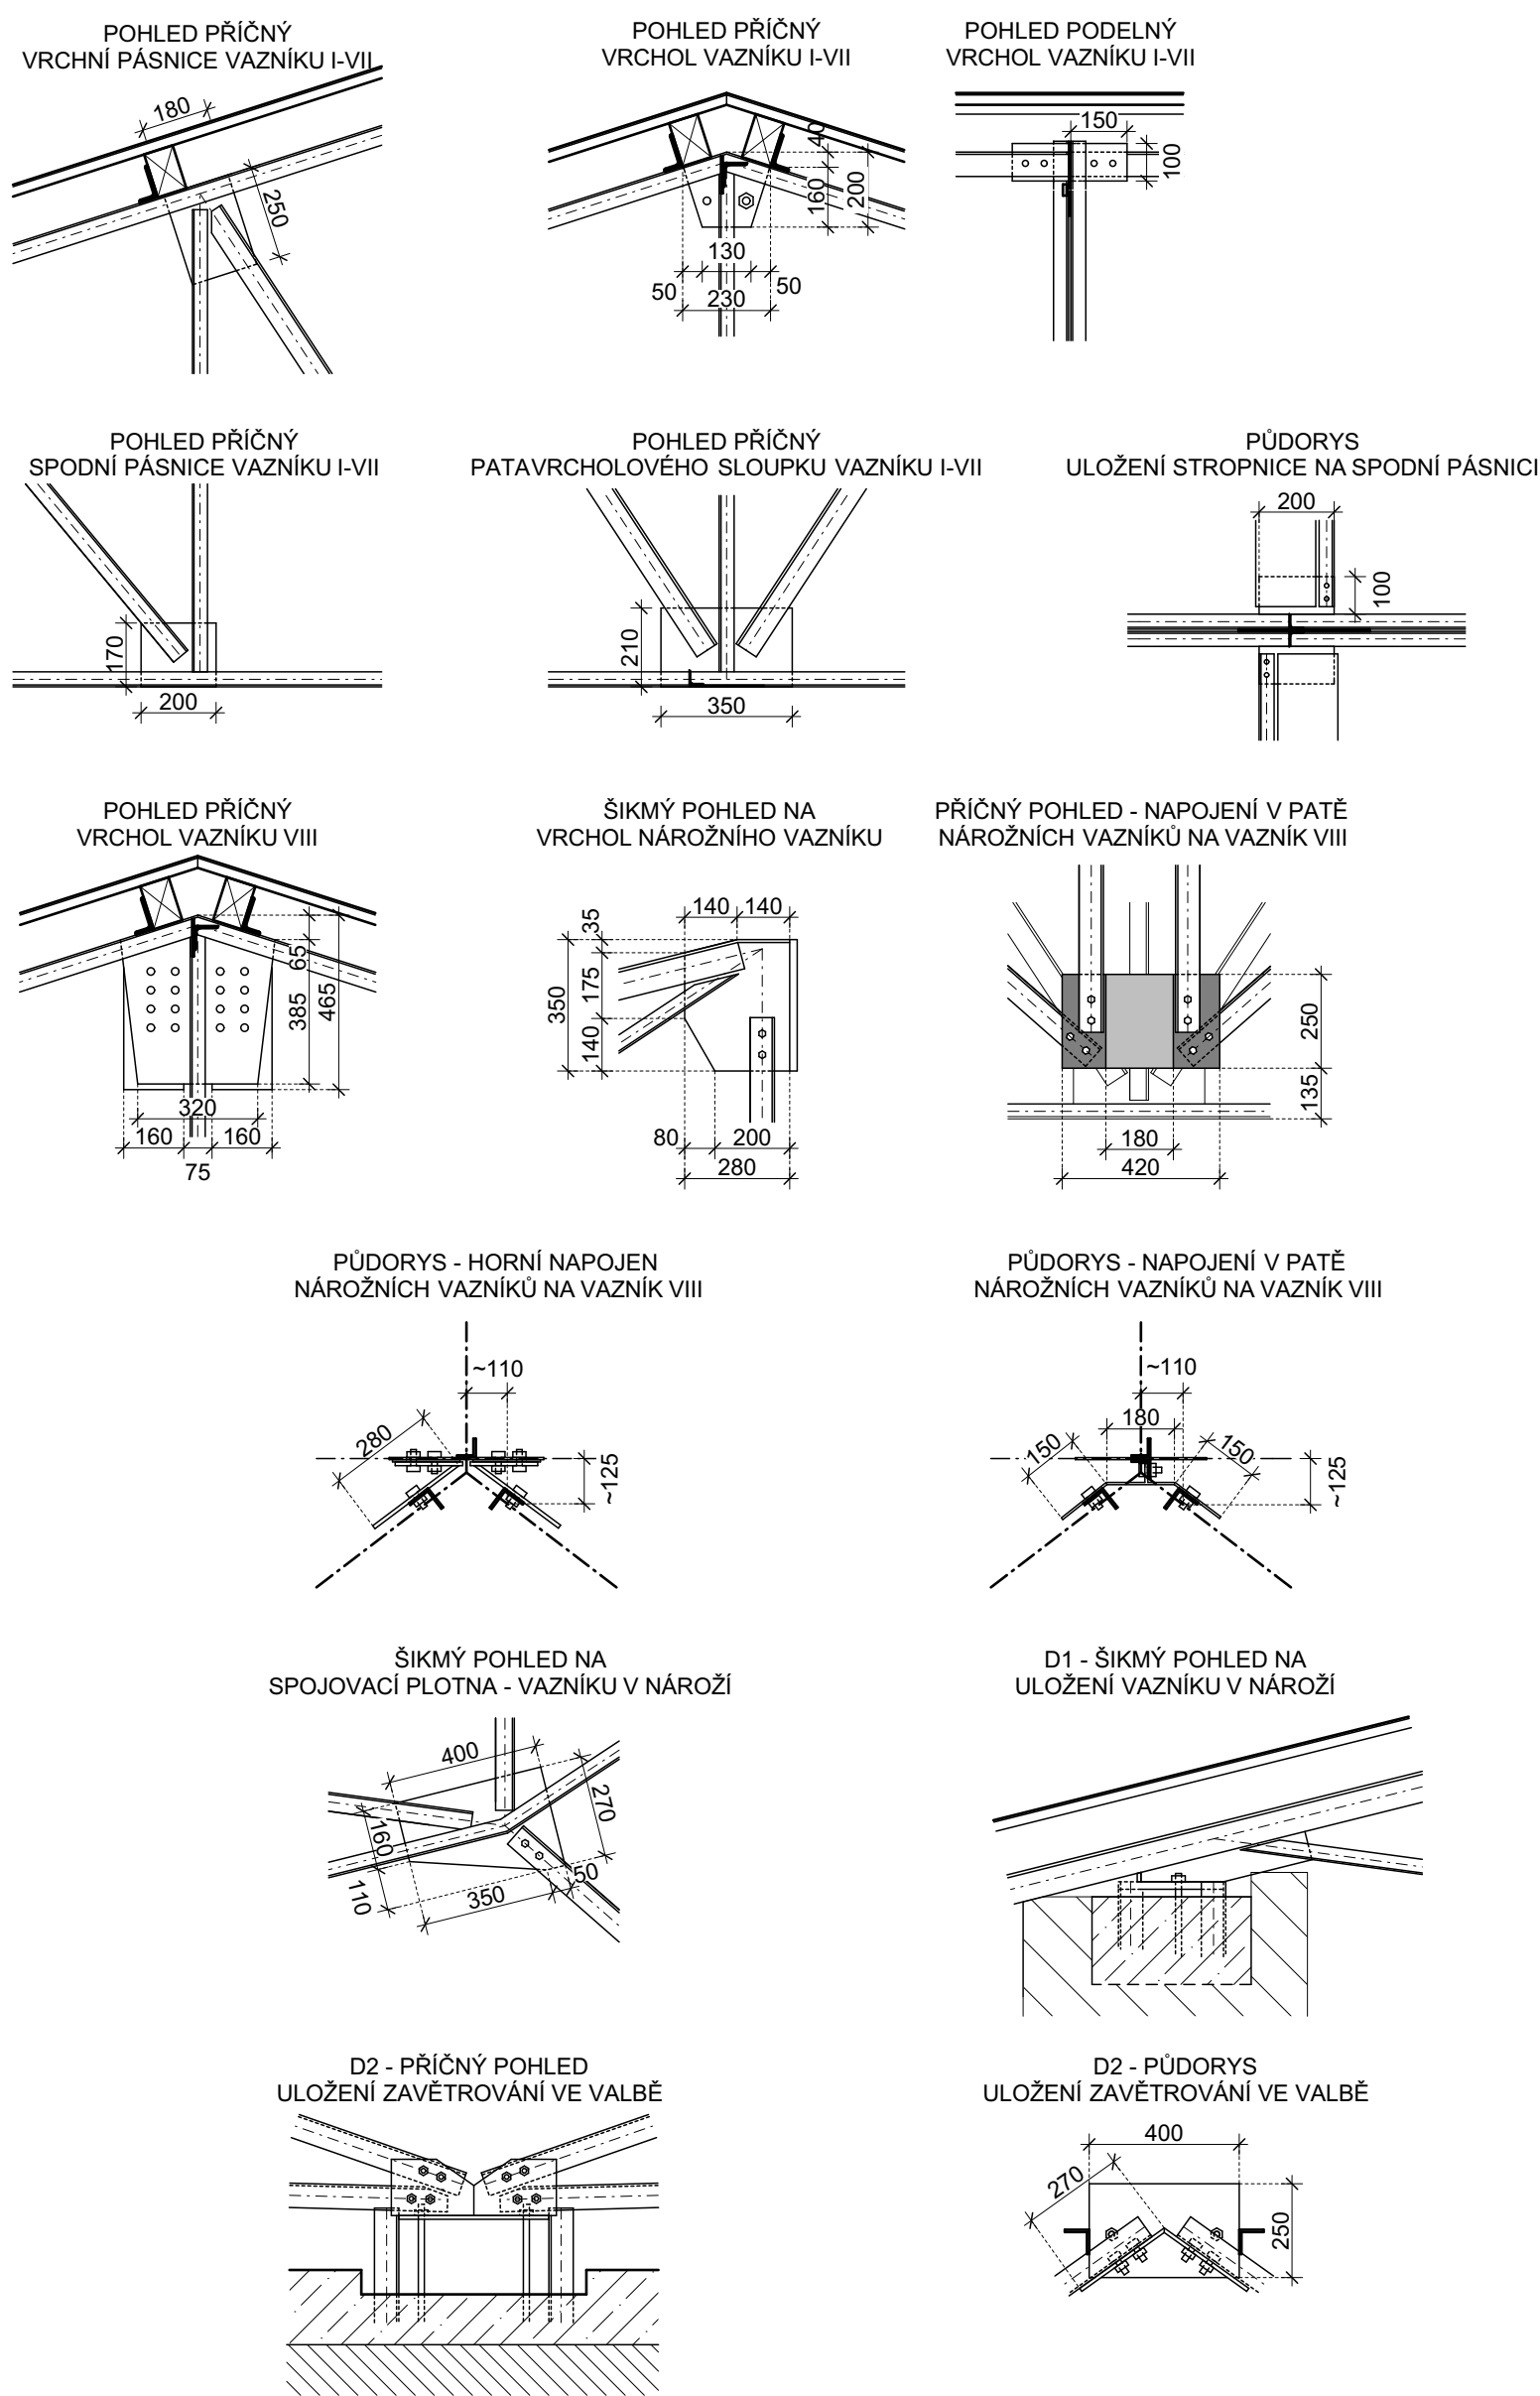 POHLED PŘÍČNÝ
VRCHNÍ PÁSNICE VAZNÍKU I-VII
180
250
POHLED PŘÍČNÝ
VRCHOL VAZNÍKU I-VII
40
160
200
130
50
230
50
POHLED PODELNÝ
VRCHOL VAZNÍKU I-VII
150
100
POHLED PŘÍČNÝ
SPODNÍ PÁSNICE VAZNÍKU I-VII
170
200
POHLED PŘÍČNÝ
PATAVRCHOLOVÉHO SLOUPKU VAZNÍKU I-VII
210
350
PŮDORYS
ULOŽENÍ STROPNICE NA SPODNÍ PÁSNICI
200
100
POHLED PŘÍČNÝ
VRCHOL VAZNÍKU VIII
65
385
465
320
160
160
75
ŠIKMÝ POHLED NA
VRCHOL NÁROŽNÍHO VAZNÍKU
140
140
35
175
350
140
80
200
280
PŘÍČNÝ POHLED - NAPOJENÍ V PATĚ
NÁROŽNÍCH VAZNÍKŮ NA VAZNÍK VIII
250
135
180
420
PŮDORYS - HORNÍ NAPOJEN
NÁROŽNÍCH VAZNÍKŮ NA VAZNÍK VIII
~110
280
~125
PŮDORYS - NAPOJENÍ V PATĚ
NÁROŽNÍCH VAZNÍKŮ NA VAZNÍK VIII
~110
180
150
150
~125
ŠIKMÝ POHLED NA
SPOJOVACÍ PLOTNA - VAZNÍKU V NÁROŽÍ
400
270
160
110
350
50
D1 - ŠIKMÝ POHLED NA
ULOŽENÍ VAZNÍKU V NÁROŽÍ
D2 - PŘÍČNÝ POHLED
ULOŽENÍ ZAVĚTROVÁNÍ VE VALBĚ
D2 - PŮDORYS
ULOŽENÍ ZAVĚTROVÁNÍ VE VALBĚ
400
270
250